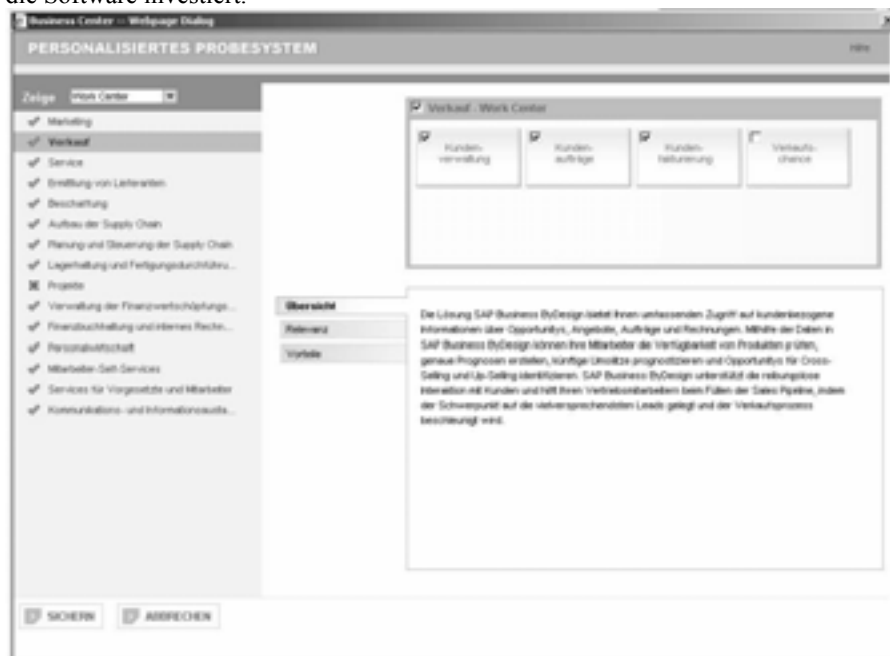 die Software investiert.
Business Center -- Webpage Dialog
PERSONALISIERTES PROBESYSTEM
Hilfe
Zeige Work Center
Marketing
Verkauf
Service
Ermittlung von Lieferanten
Beschaffung
Aufbau der Supply Chain
Planung und Steuerung der Supply Chain
Lagerhaltung und Fertigungsdurchführu...
Projekte
Verwaltung der Finanzwertschöpfungs...
Finanzbuchhaltung und internes Rechn...
Personalwirtschaft
Mitarbeiter-Self-Services
Services für Vorgesetzte und Mitarbeiter
Kommunikations- und Informationsausta...
Verkauf - Work Center
Kunden-
verwaltung
Kunden-
aufträge
Kunden-
fakturierung
Verkaufs-
chance
Übersicht
Relevanz
Vorteile
Die Lösung SAP Business ByDesign bietet Ihnen umfassenden Zugriff auf kundenbezogene
Informationen über Opportunitys, Angebote, Aufträge und Rechnungen. Mithilfe der Daten in
SAP Business ByDesign können Ihre Mitarbeiter die Verfügbarkeit von Produkten prüfen,
genaue Prognosen erstellen, künftige Umsätze prognostizieren und Opportunitys für Cross-
Selling und Up-Selling identifizieren. SAP Business ByDesign unterstützt die reibungslose
Interaktion mit Kunden und hilft Ihren Vertriebsmitarbeitern beim Füllen der Sales Pipeline, indem
der Schwerpunkt auf die vielversprechendsten Leads gelegt und der Verkaufsprozess
beschleunigt wird.
SICHERN
ABBRECHEN